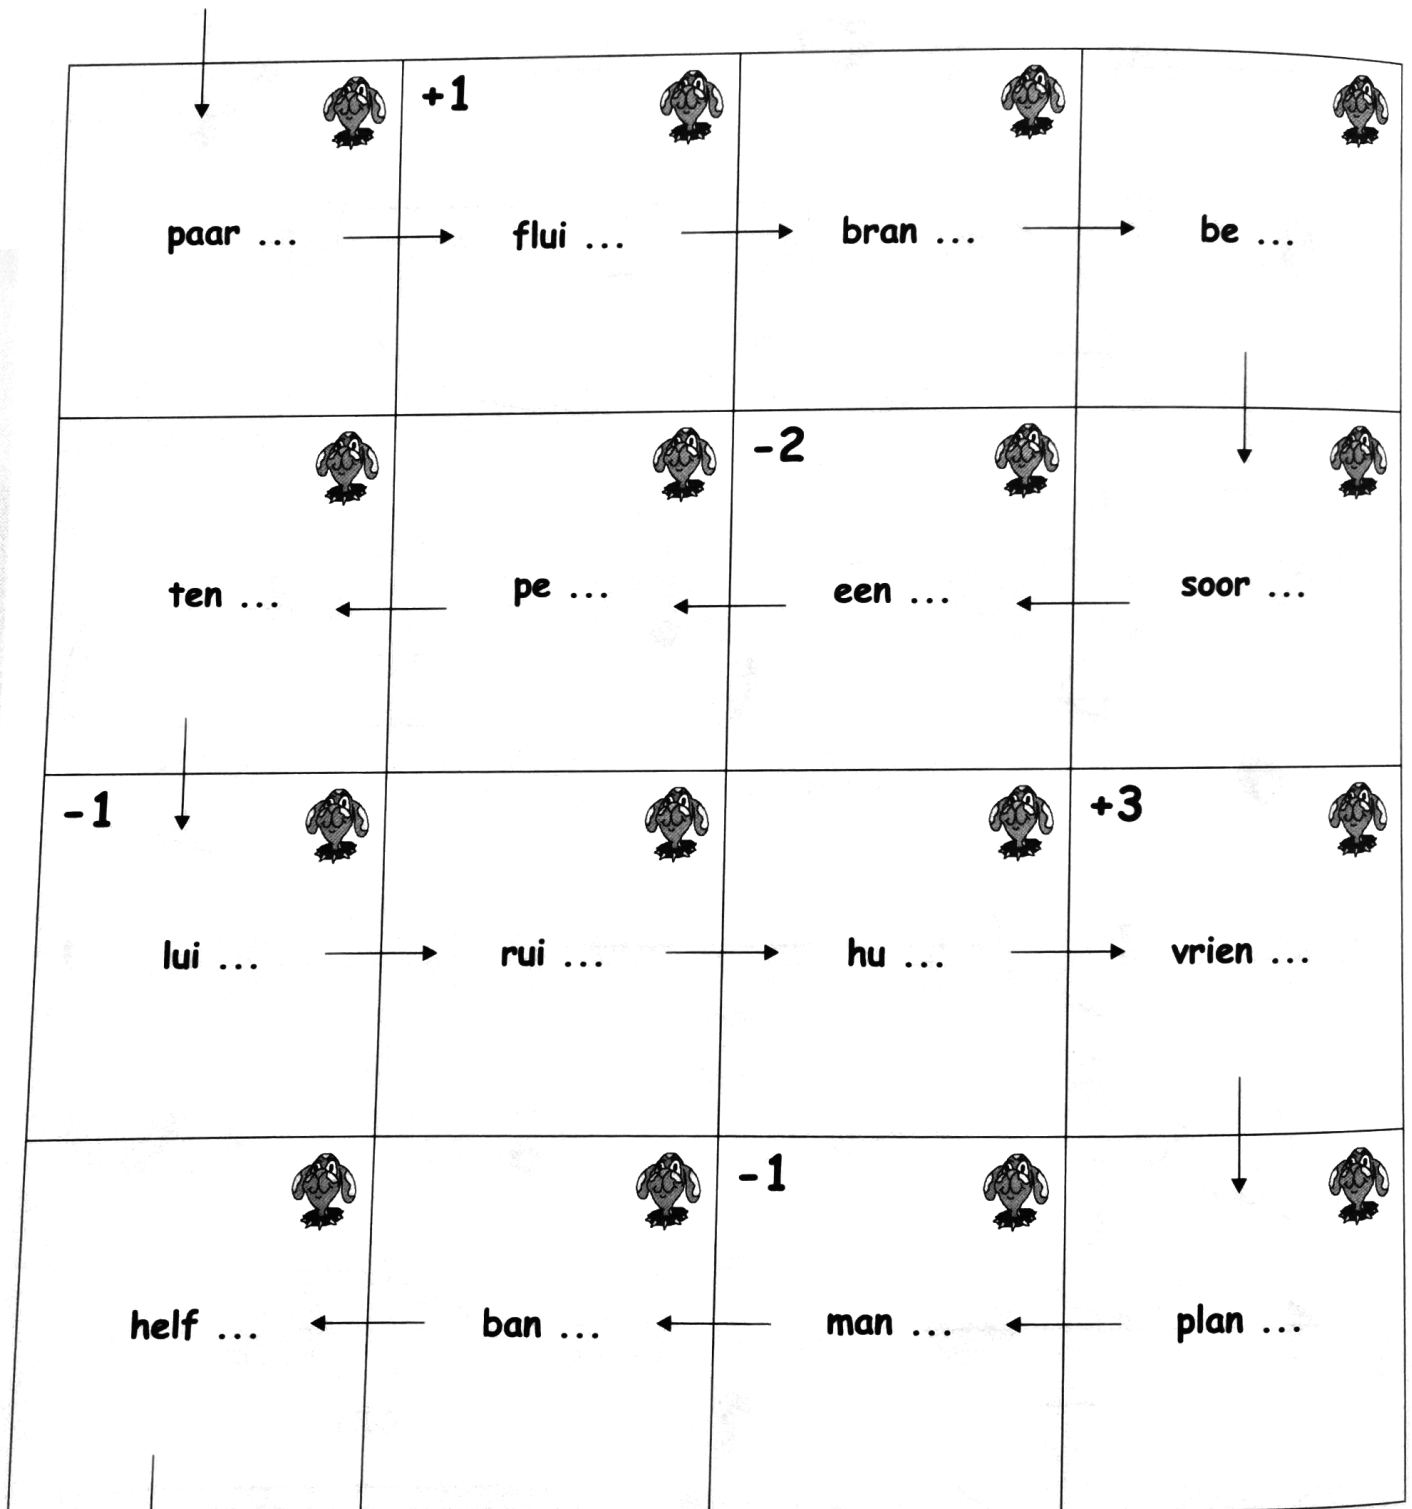 +1
paar ... flui ... bran ... be ...
-2
ten ... pe ... een ... soor ...
-1 +3
lui ... rui ... hu ... vrien ...
-1
helf ... ban ... man ... plan ...